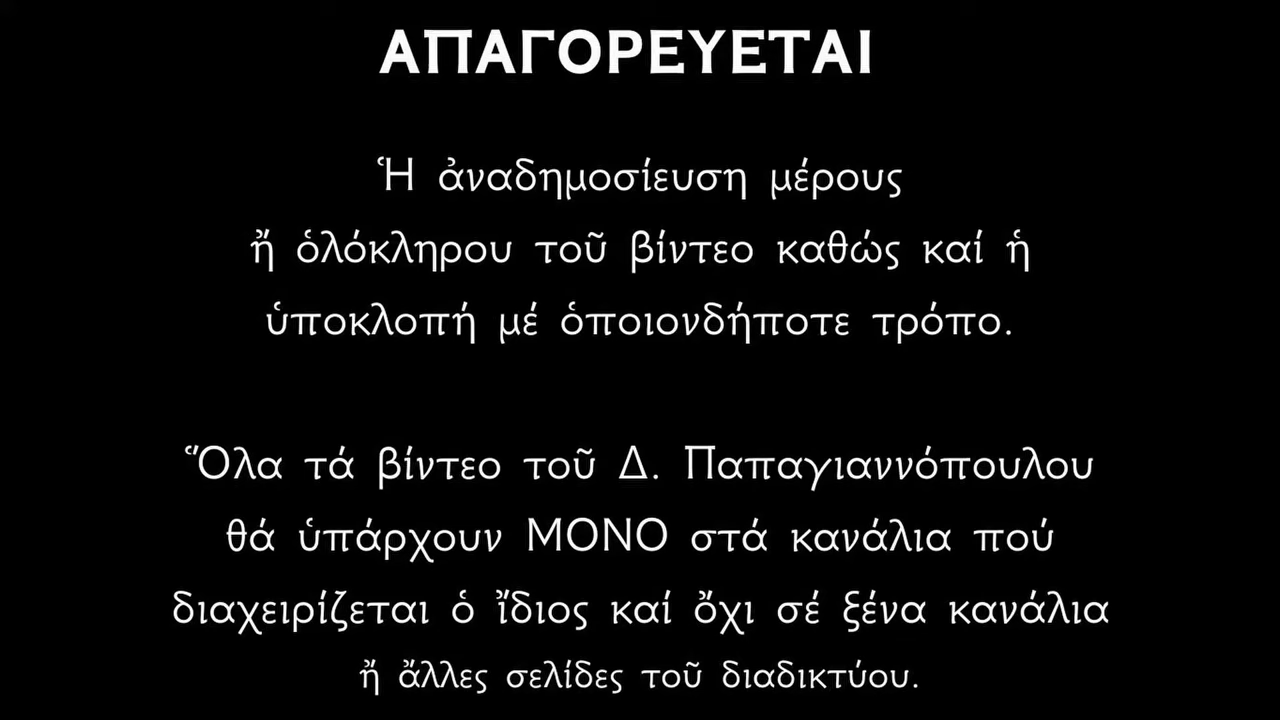 ΑΠΑΓΟΡΕΥΕΤΑΙ
Ἡ ἀναδημοσίευση μέρους
ἤ ὁλόκληρου τοῦ βίντεο καθώς καί ἡ
ὑποκλοπή μέ ὁποιονδήποτε τρόπο.
Ὅλα τά βίντεο τοῦ Δ. Παπαγιαννόπουλου
θά ὑπάρχουν ΜΟΝΟ στά κανάλια πού
διαχειρίζεται ὁ ἴδιος καί ὄχι σέ ξένα κανάλια
ἤ ἄλλες σελίδες τοῦ διαδικτύου.